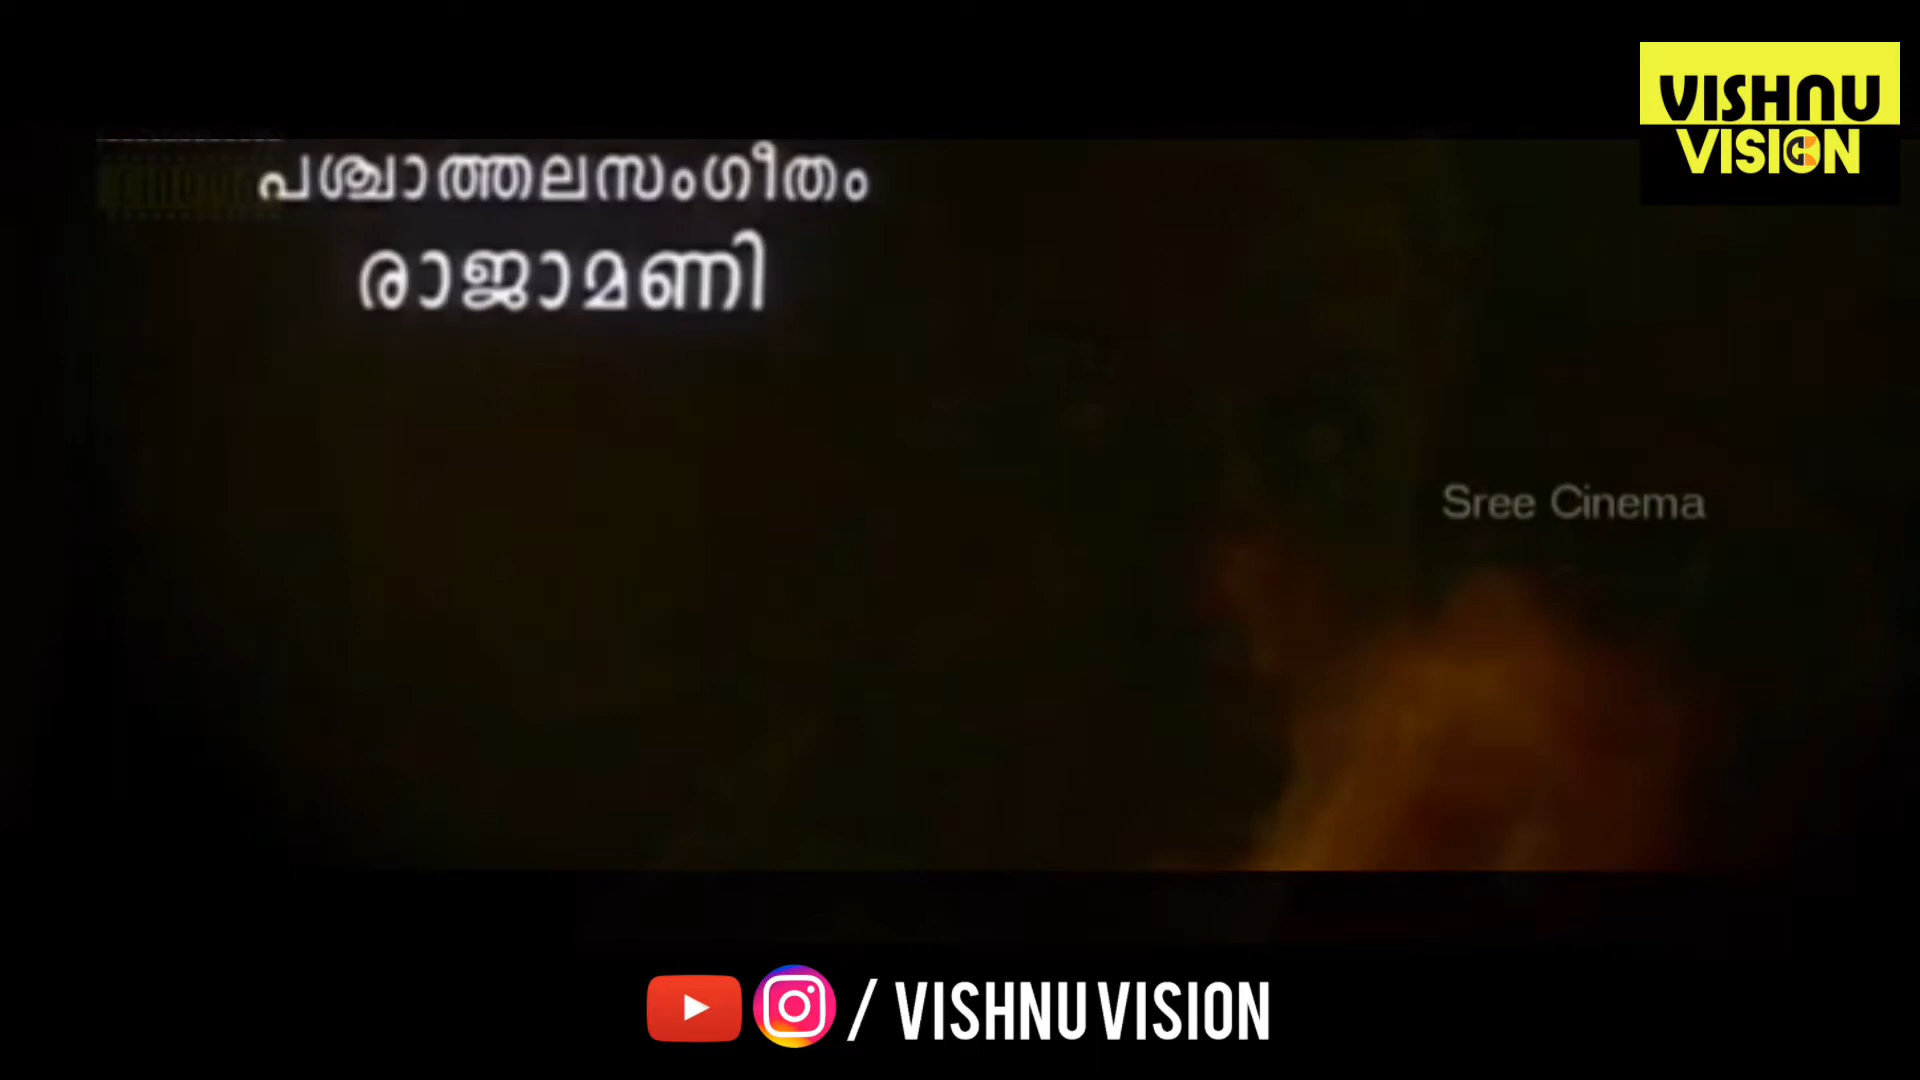 VISHNU
VISION
പശ്ചാത്തലസംഗീതം
രാജാമണി
Sree Cinema
/ VISHNU VISION